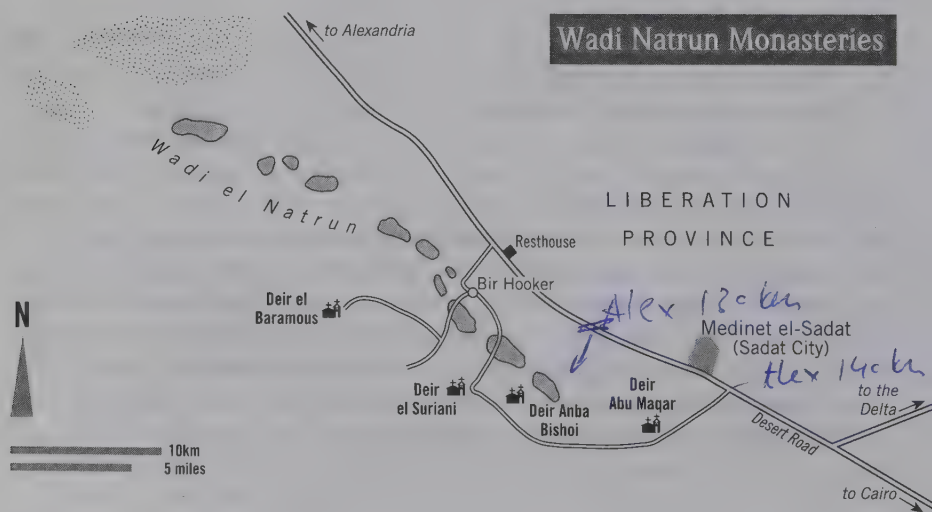 to Alexandria
Wadi Natrun Monasteries
Wadi el Natrun
LIBERATION
PROVINCE
Resthouse
Bir Hooker
Deir el
Baramous
N
Alex 130 km
Medinet el-Sadat
(Sadat City)
Alex 140 km
to the
Delta
Deir
el Suriani
Deir Anba
Bishoi
Deir
Abu Maqar
Desert Road
10km
5 miles
to Cairo